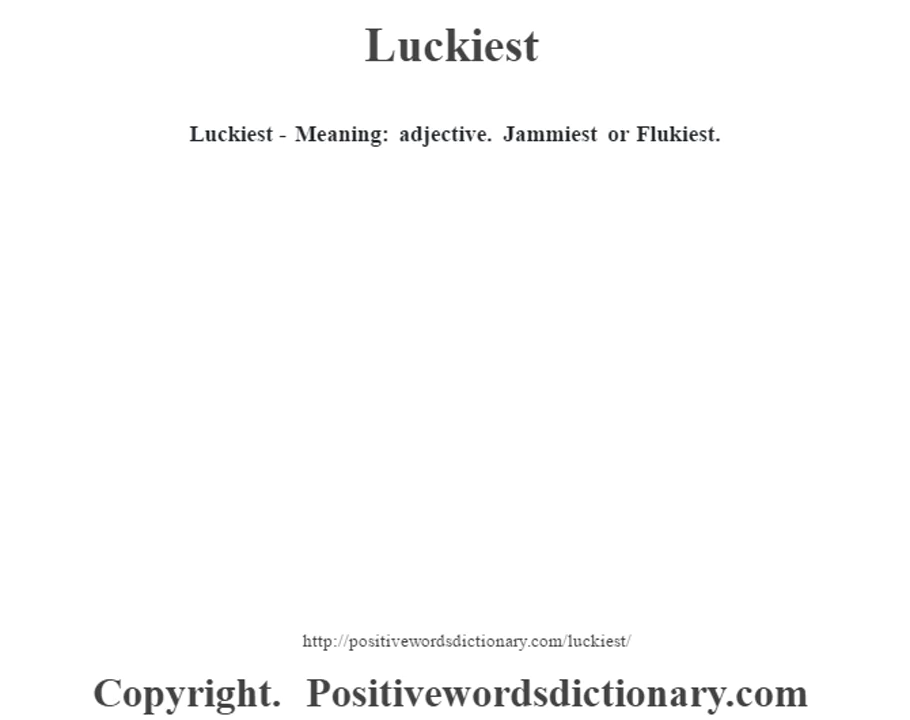 Luckiest
Luckiest - Meaning: adjective. Jammiest or Flukiest.
http://positivewordsdictionary.com/luckiest/
Copyright. Positivewordsdictionary.com